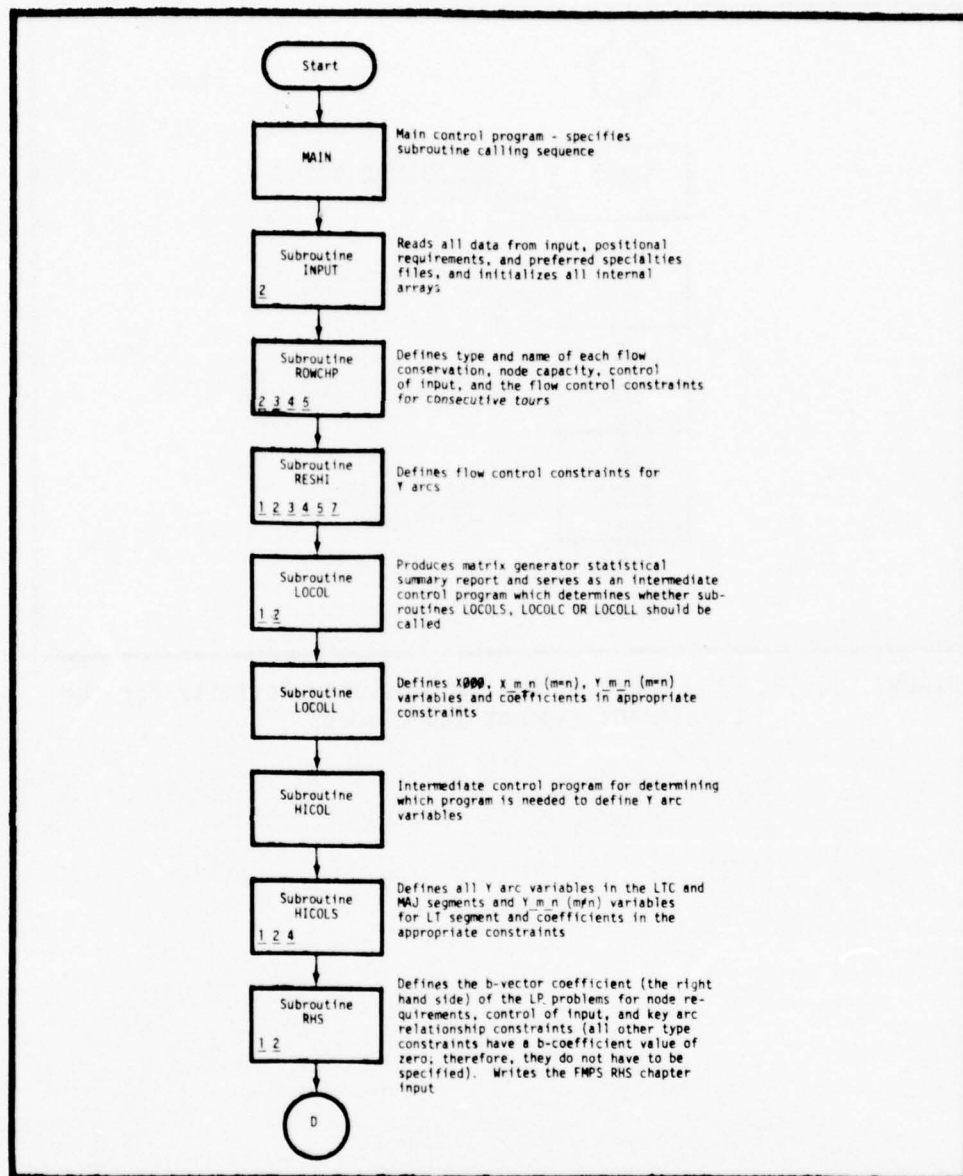 Start
MAIN
Main control program - specifies
subroutine calling sequence
Subroutine
INPUT
2
Reads all data from input, positional
requirements, and preferred specialties
files, and initializes all internal
arrays
Subroutine
ROWCHP
2 3 4 5
Defines type and name of each flow
conservation, node capacity, control
of input, and the flow control constraints
for consecutive tours
Subroutine
RESHI
1 2 3 4 5 7
Defines flow control constraints for
Y arcs
Subroutine
LOCOL
1 2
Produces matrix generator statistical
summary report and serves as an intermediate
control program which determines whether sub-
routines LOCOLS, LOCOLC OR LOCOLL should be
called
Subroutine
LOCOLL
Defines XØØØ, X_m_n (m=n), Y_m_n (m=n)
variables and coefficients in appropriate
constraints
Subroutine
HICOL
Intermediate control program for determining
which program is needed to define Y arc
variables
Subroutine
HICOLS
1 2 4
Defines all Y arc variables in the LTC and
MAJ segments and Y_m_n (m≠n) variables
for LT segment and coefficients in the
appropriate constraints
Subroutine
RHS
1 2
Defines the b-vector coefficient (the right
hand side) of the LP problems for node re-
quirements, control of input, and key arc
relationship constraints (all other type
constraints have a b-coefficient value of
zero; therefore, they do not have to be
specified). Writes the FMPS RHS chapter
input
D